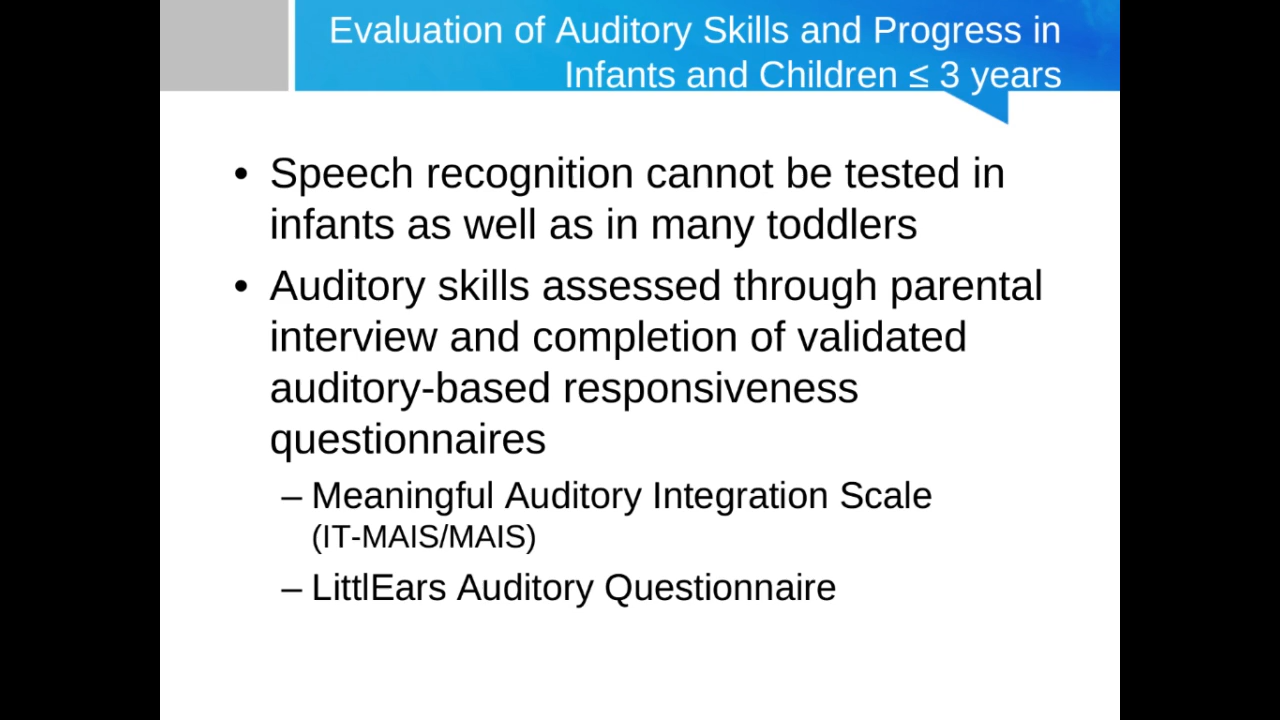 Evaluation of Auditory Skills and Progress in
Infants and Children ≤ 3 years
• Speech recognition cannot be tested in
infants as well as in many toddlers
• Auditory skills assessed through parental
interview and completion of validated
auditory-based responsiveness
questionnaires
– Meaningful Auditory Integration Scale
(IT-MAIS/MAIS)
– LittlEars Auditory Questionnaire